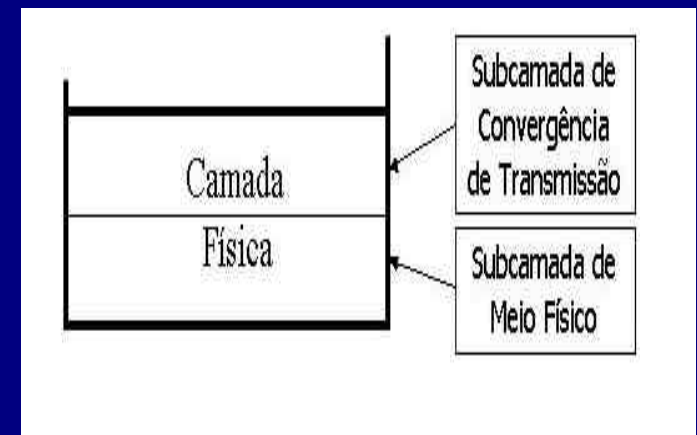 Camada
Física
Subcamada de
Convergência
de Transmissão
Subcamada de
Meio Físico